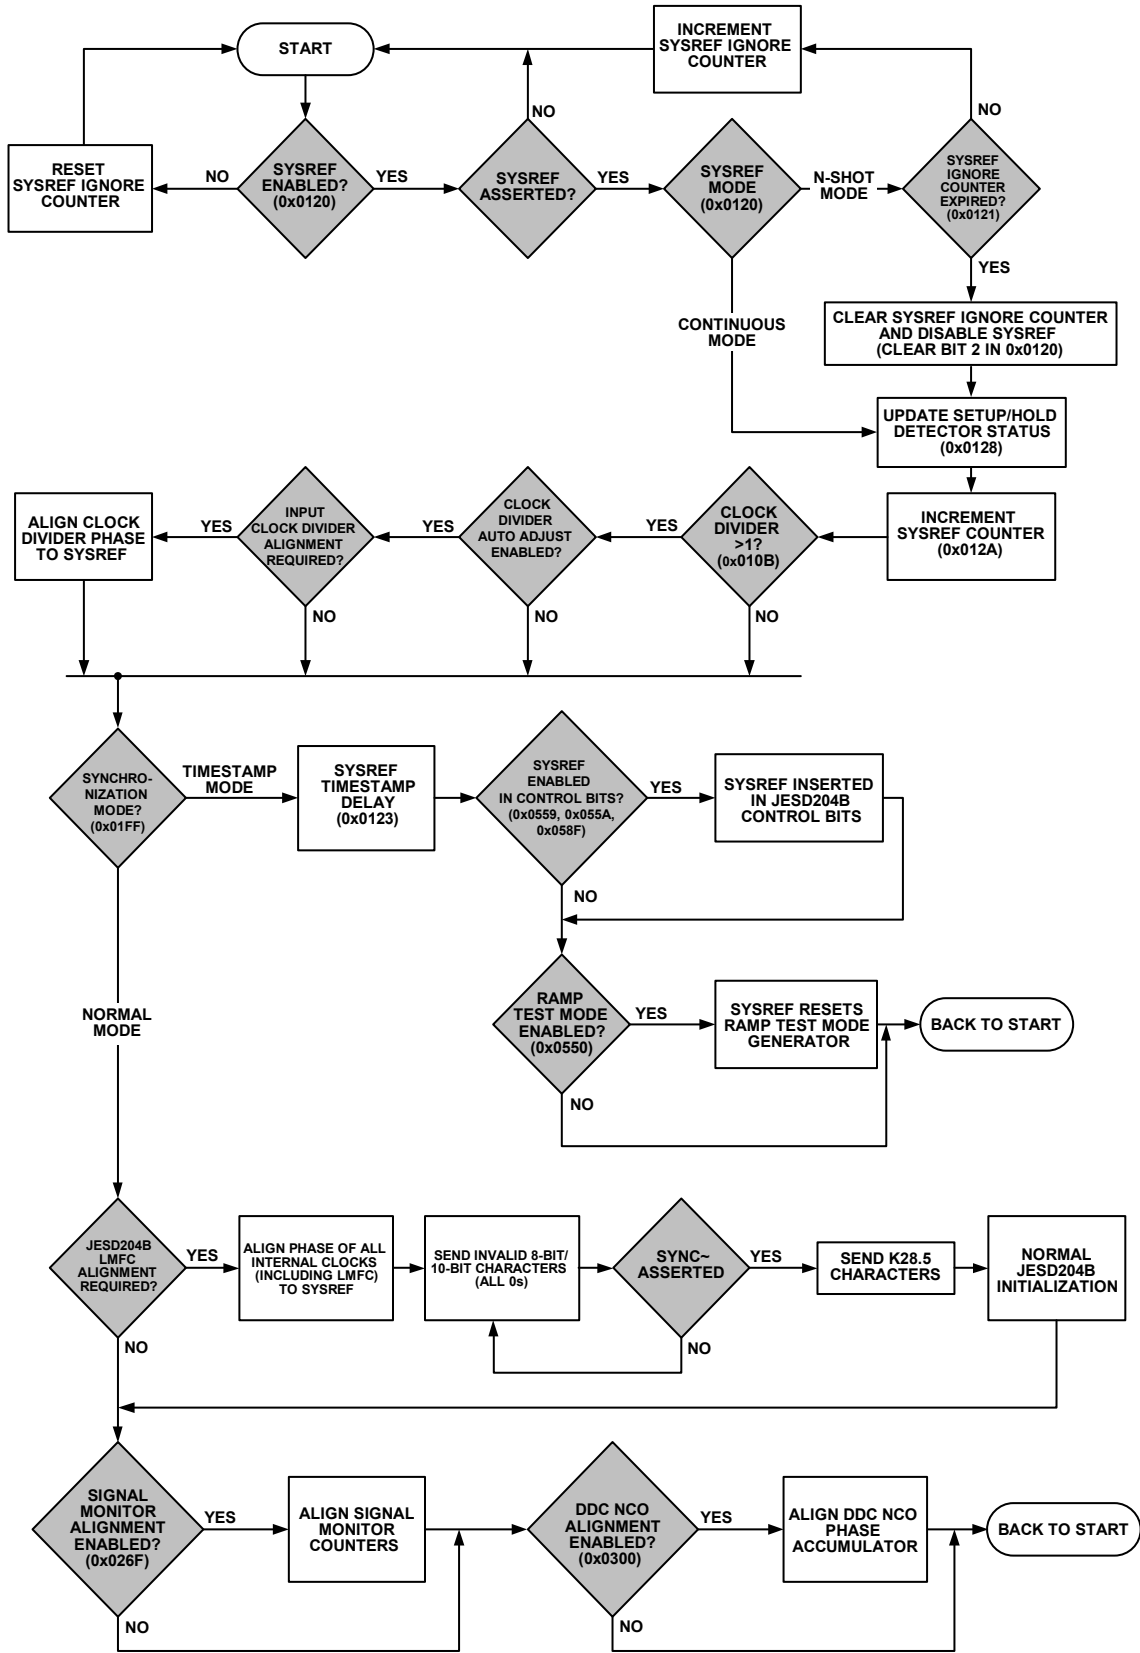 START
INCREMENT
SYSREF IGNORE
COUNTER
NO
NO
RESET
SYSREF IGNORE
COUNTER
NO
SYSREF
ENABLED?
(0x0120)
YES
SYSREF
ASSERTED?
YES
SYSREF
MODE
(0x0120)
N-SHOT
MODE
SYSREF
IGNORE
COUNTER
EXPIRED?
(0x0121)
YES
CONTINUOUS
MODE
CLEAR SYSREF IGNORE COUNTER
AND DISABLE SYSREF
(CLEAR BIT 2 IN 0x0120)
UPDATE SETUP/HOLD
DETECTOR STATUS
(0x0128)
ALIGN CLOCK
DIVIDER PHASE
TO SYSREF
YES
INPUT
CLOCK DIVIDER
ALIGNMENT
REQUIRED?
YES
CLOCK
DIVIDER
AUTO ADJUST
ENABLED?
YES
CLOCK
DIVIDER
>1?
(0x010B)
INCREMENT
SYSREF COUNTER
(0x012A)
NO
NO
NO
SYNCHRO-
NIZATION
MODE?
(0x01FF)
TIMESTAMP
MODE
SYSREF
TIMESTAMP
DELAY
(0x0123)
SYSREF
ENABLED
IN CONTROL BITS?
(0x0559, 0x055A,
0x058F)
YES
SYSREF INSERTED
IN JESD204B
CONTROL BITS
NO
NORMAL
MODE
RAMP
TEST MODE
ENABLED?
(0x0550)
YES
SYSREF RESETS
RAMP TEST MODE
GENERATOR
BACK TO START
NO
JESD204B
LMFC
ALIGNMENT
REQUIRED?
YES
ALIGN PHASE OF ALL
INTERNAL CLOCKS
(INCLUDING LMFC)
TO SYSREF
SEND INVALID 8-BIT/
10-BIT CHARACTERS
(ALL 0s)
SYNC~
ASSERTED
YES
SEND K28.5
CHARACTERS
NORMAL
JESD204B
INITIALIZATION
NO
NO
SIGNAL
MONITOR
ALIGNMENT
ENABLED?
(0x026F)
YES
ALIGN SIGNAL
MONITOR
COUNTERS
DDC NCO
ALIGNMENT
ENABLED?
(0x0300)
YES
ALIGN DDC NCO
PHASE
ACCUMULATOR
BACK TO START
NO
NO